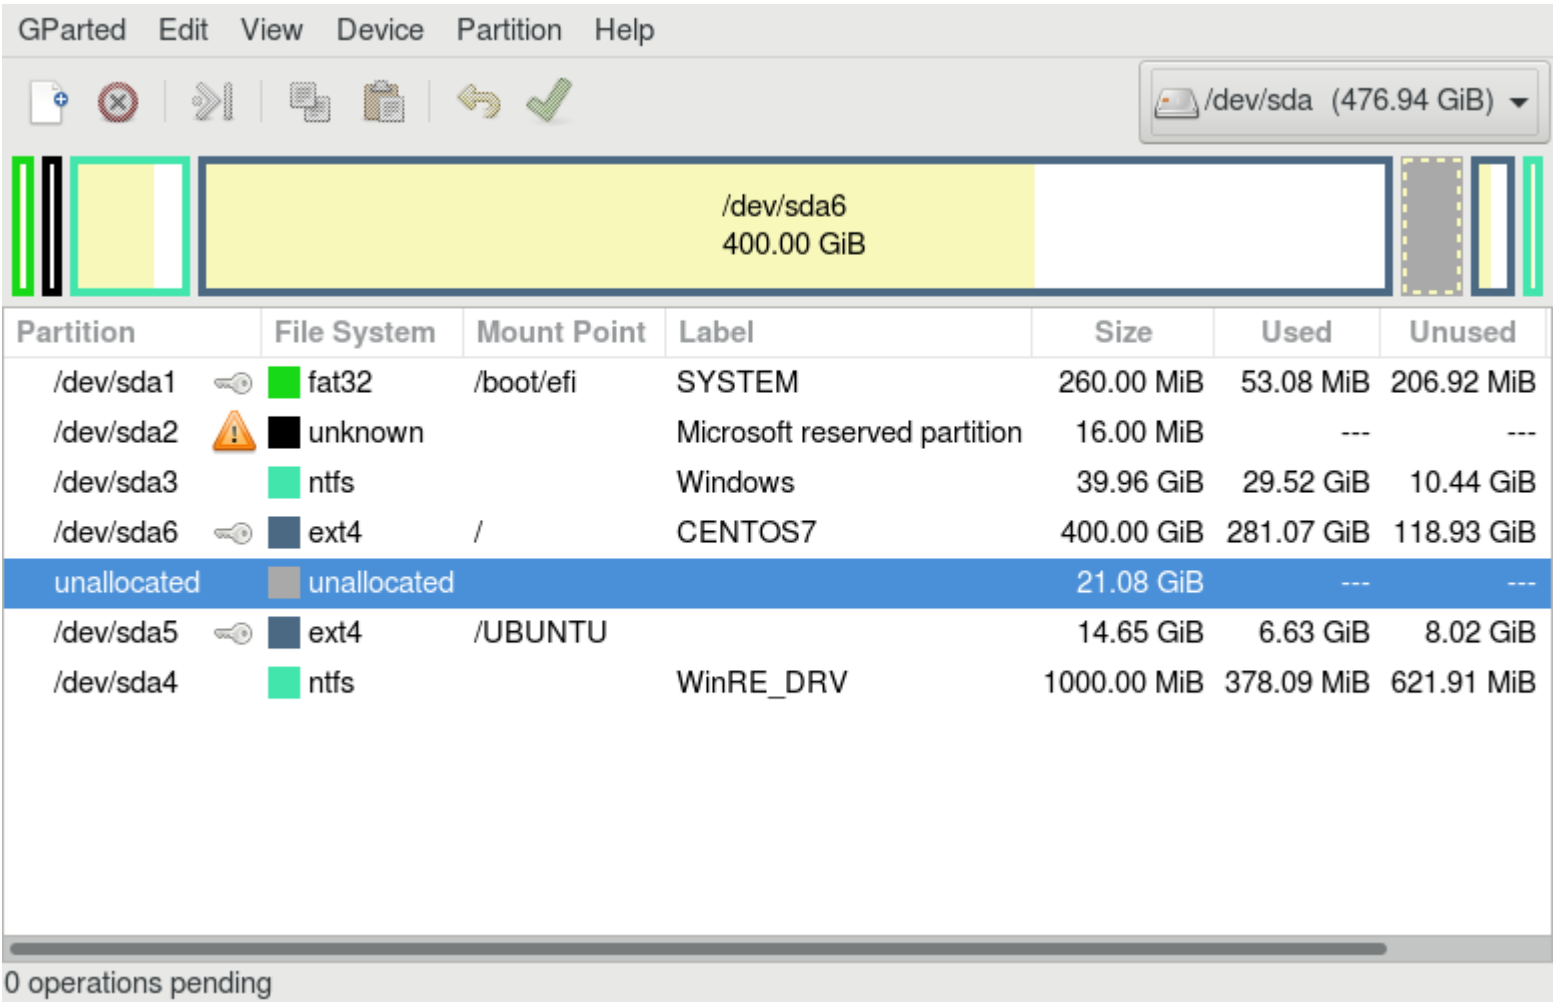 GParted Edit View Device Partition Help
/dev/sda (476.94 GiB)
/dev/sda6
400.00 GiB
Partition File System Mount Point Label Size Used Unused
/dev/sda1 fat32 /boot/efi SYSTEM 260.00 MiB 53.08 MiB 206.92 MiB
/dev/sda2 unknown Microsoft reserved partition 16.00 MiB --- ---
/dev/sda3 ntfs Windows 39.96 GiB 29.52 GiB 10.44 GiB
/dev/sda6 ext4 / CENTOS7 400.00 GiB 281.07 GiB 118.93 GiB
unallocated unallocated 21.08 GiB --- ---
/dev/sda5 ext4 /UBUNTU 14.65 GiB 6.63 GiB 8.02 GiB
/dev/sda4 ntfs WinRE_DRV 1000.00 MiB 378.09 MiB 621.91 MiB
0 operations pending